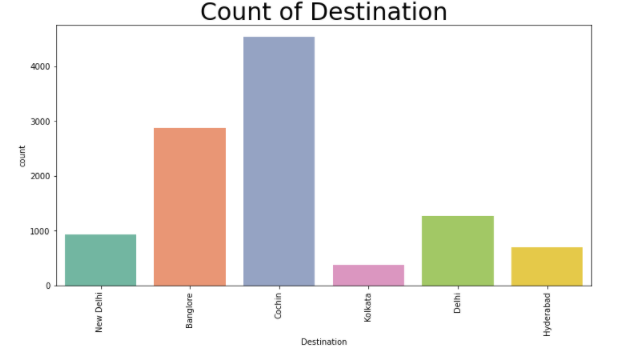 Count of Destination
4000
3000
2000
1000
0
count
New Delhi
Banglore
Cochin
Kolkata
Delhi
Hyderabad
Destination